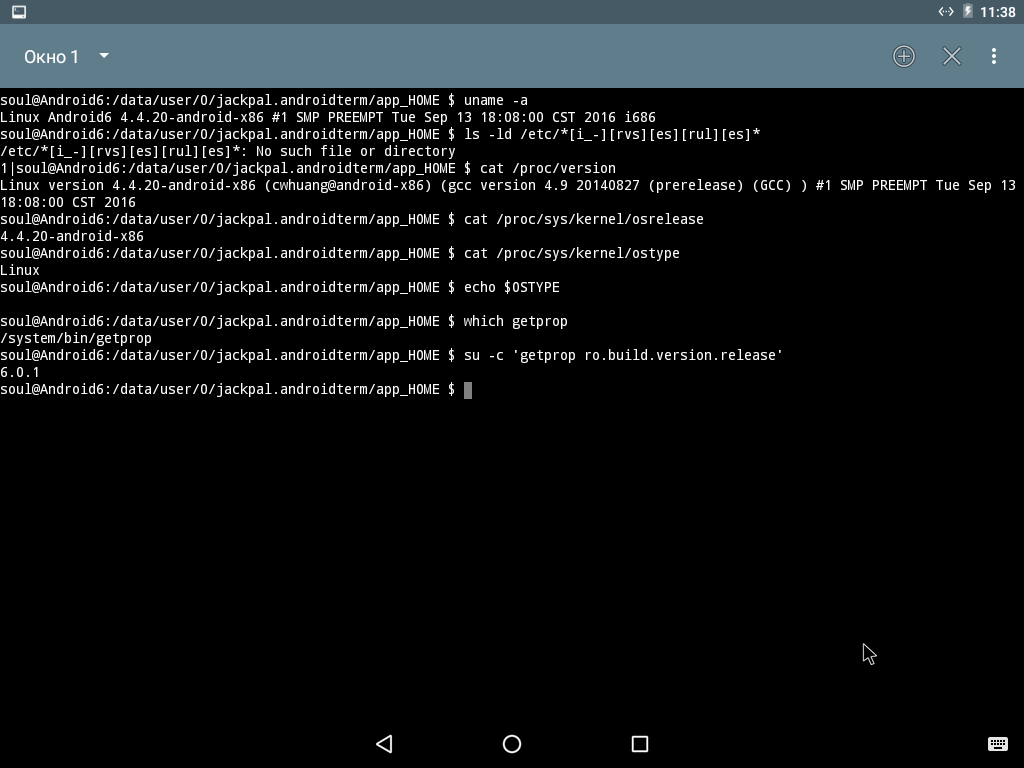 11:38
Окно 1
soul@Android6:/data/user/0/jackpal.androidterm/app_HOME $ uname -a
Linux Android6 4.4.20-android-x86 #1 SMP PREEMPT Tue Sep 13 18:08:00 CST 2016 i686
soul@Android6:/data/user/0/jackpal.androidterm/app_HOME $ ls -ld /etc/*[i_-][rvs][es][rul][es]*
/etc/*[i_-][rvs][es][rul][es]*: No such file or directory
1|soul@Android6:/data/user/0/jackpal.androidterm/app_HOME $ cat /proc/version
Linux version 4.4.20-android-x86 (cwhuang@android-x86) (gcc version 4.9 20140827 (prerelease) (GCC) ) #1 SMP PREEMPT Tue Sep 13
18:08:00 CST 2016
soul@Android6:/data/user/0/jackpal.androidterm/app_HOME $ cat /proc/sys/kernel/osrelease
4.4.20-android-x86
soul@Android6:/data/user/0/jackpal.androidterm/app_HOME $ cat /proc/sys/kernel/ostype
Linux
soul@Android6:/data/user/0/jackpal.androidterm/app_HOME $ echo $OSTYPE
soul@Android6:/data/user/0/jackpal.androidterm/app_HOME $ which getprop
/system/bin/getprop
soul@Android6:/data/user/0/jackpal.androidterm/app_HOME $ su -c 'getprop ro.build.version.release'
6.0.1
soul@Android6:/data/user/0/jackpal.androidterm/app_HOME $